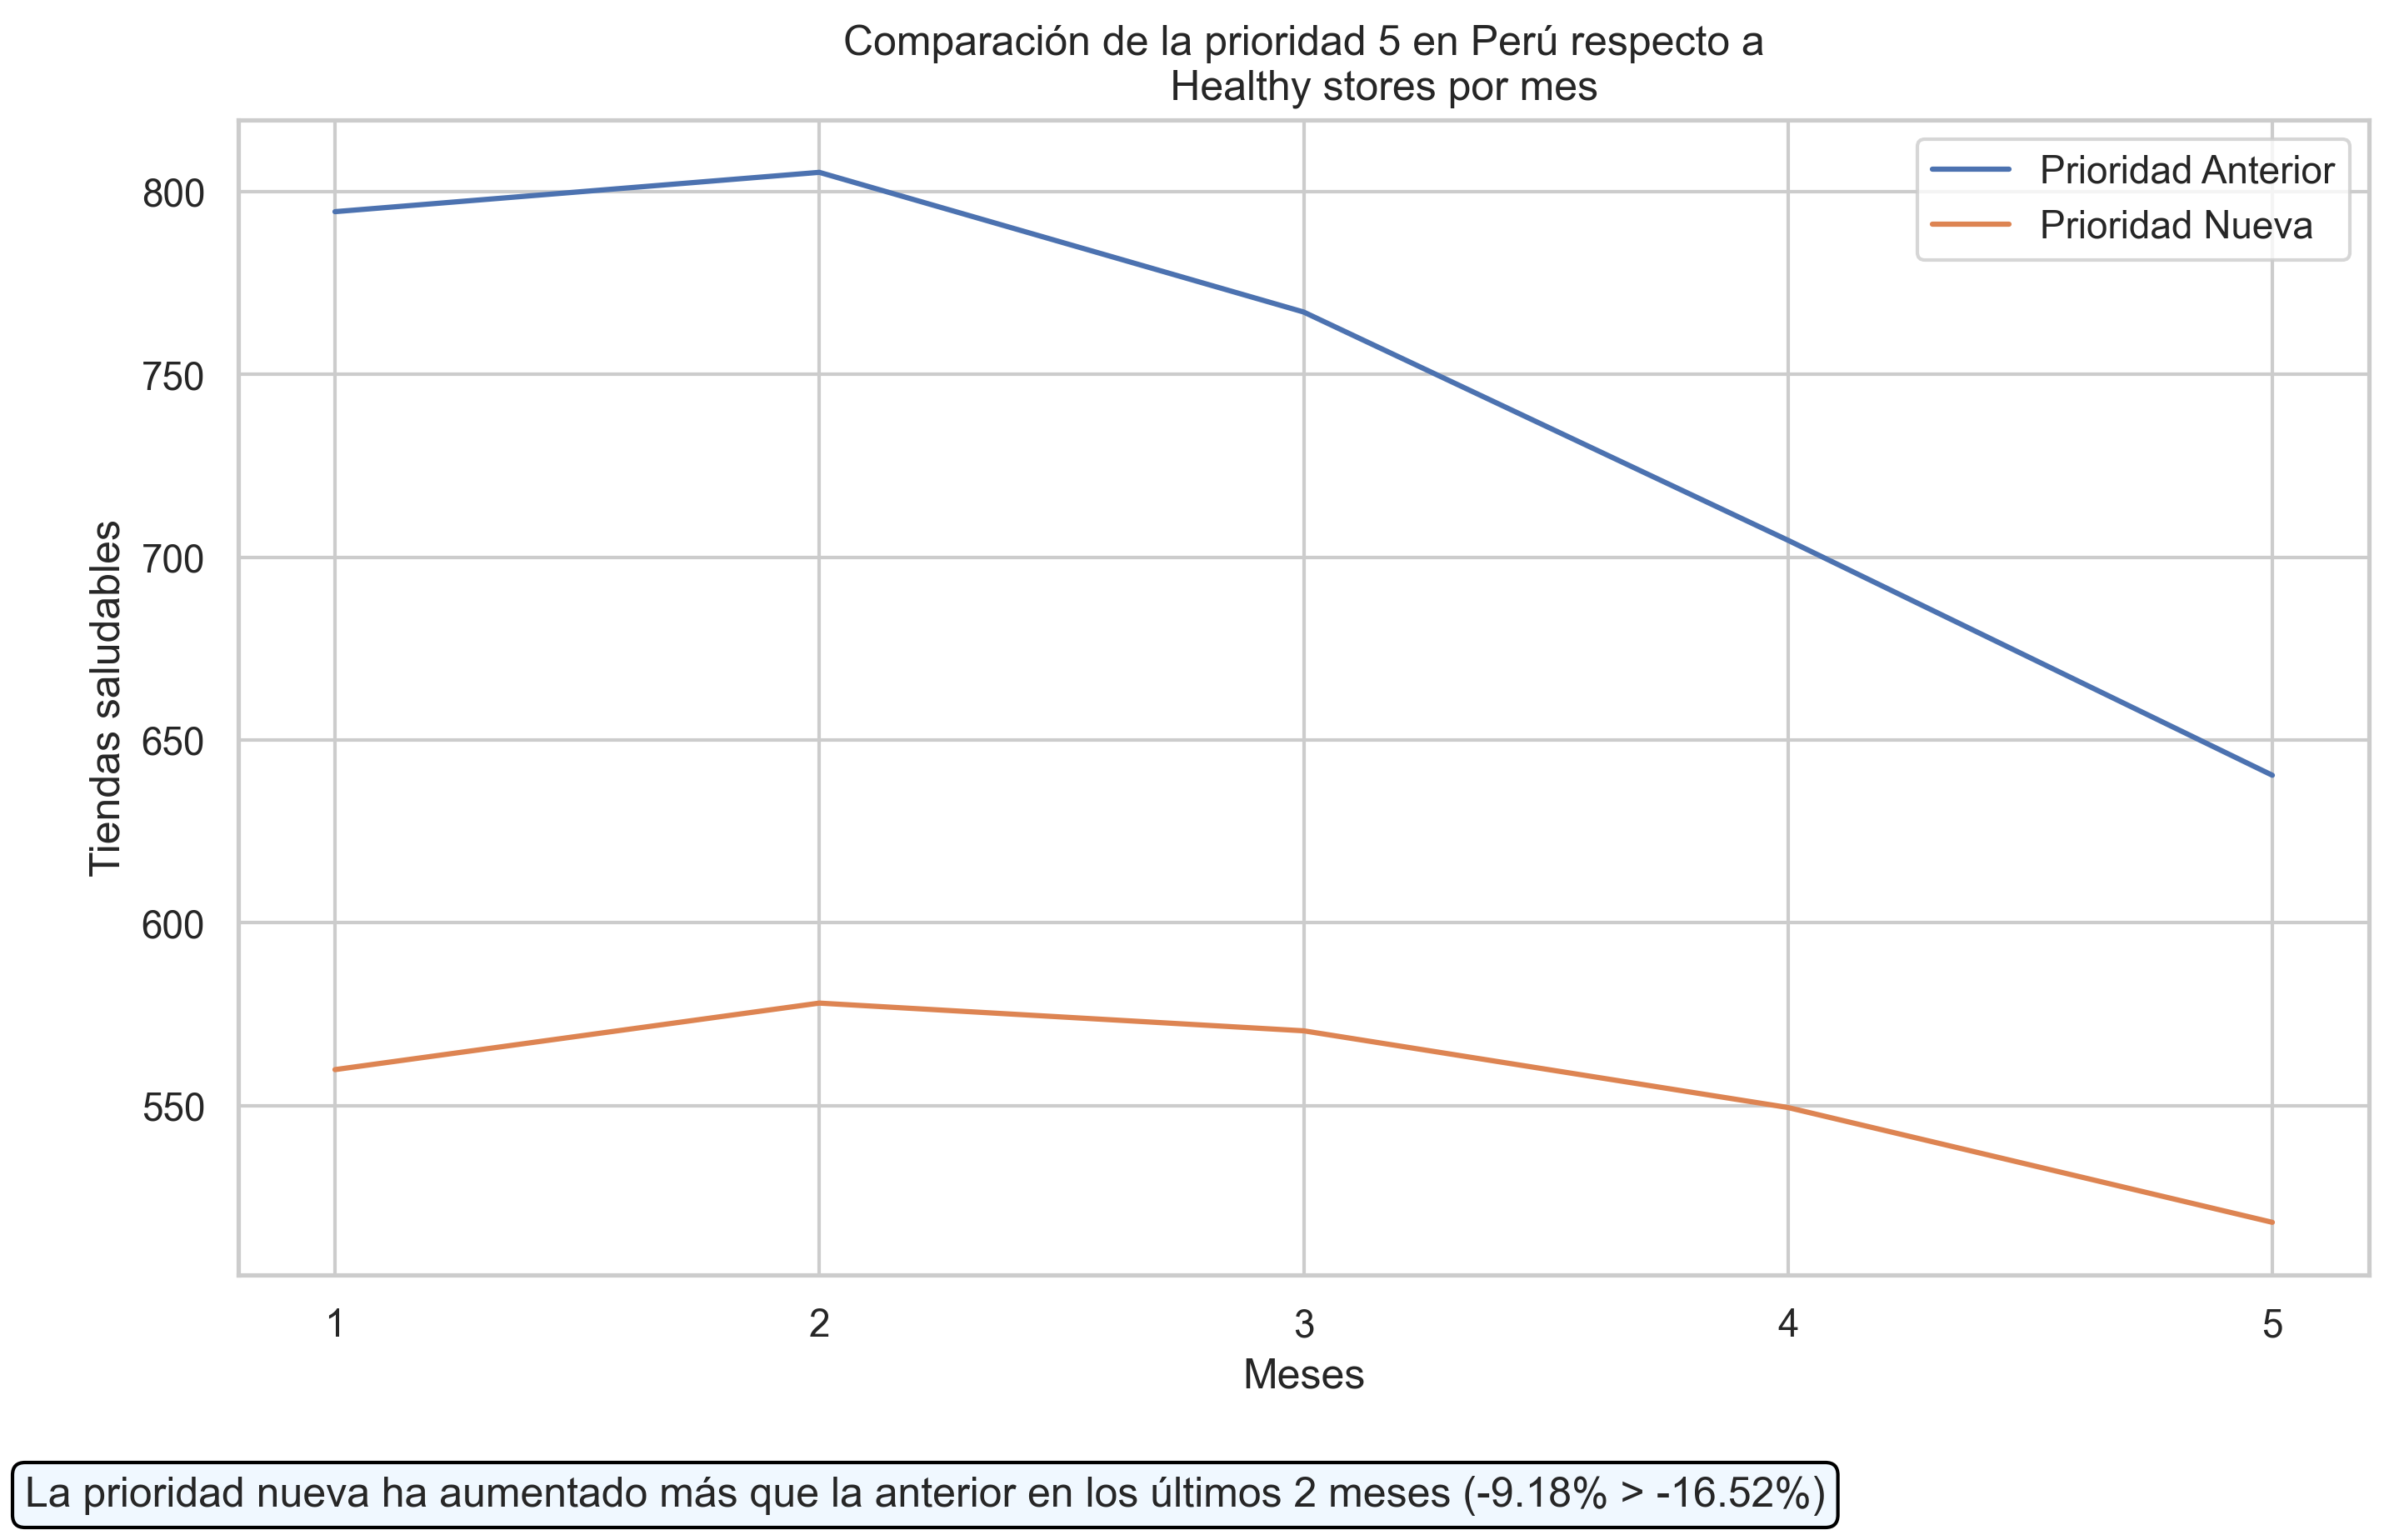 Comparación de la prioridad 5 en Perú respecto a
Healthy stores por mes
Prioridad Anterior
Prioridad Nueva
Tiendas saludables
800
750
700
650
600
550
1 2 3 4 5
Meses
La prioridad nueva ha aumentado más que la anterior en los últimos 2 meses (-9.18% > -16.52%)